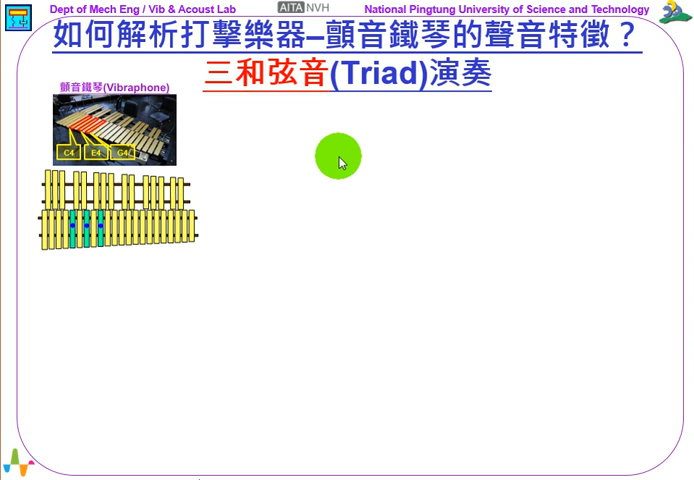 Dept of Mech Eng / Vib & Acoust Lab
AITA NVH
National Pingtung University of Science and Technology
如何解析打擊樂器–顫音鐵琴的聲音特徵？
三和弦音(Triad)演奏
顫音鐵琴(Vibraphone)
C4 E4 G4